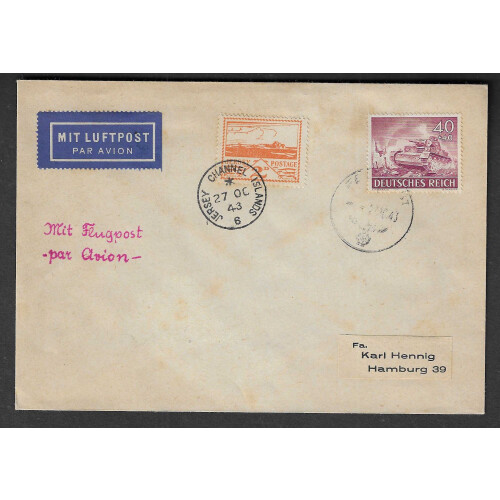 MIT LUFTPOST
PAR AVION
POSTAGE
JERSEY CHANNEL ISLANDS
27 OC
43
6
40
DEUTSCHES REICH
43
Mit Flugpost
- par Avion -
Fa.
Karl Hennig
Hamburg 39